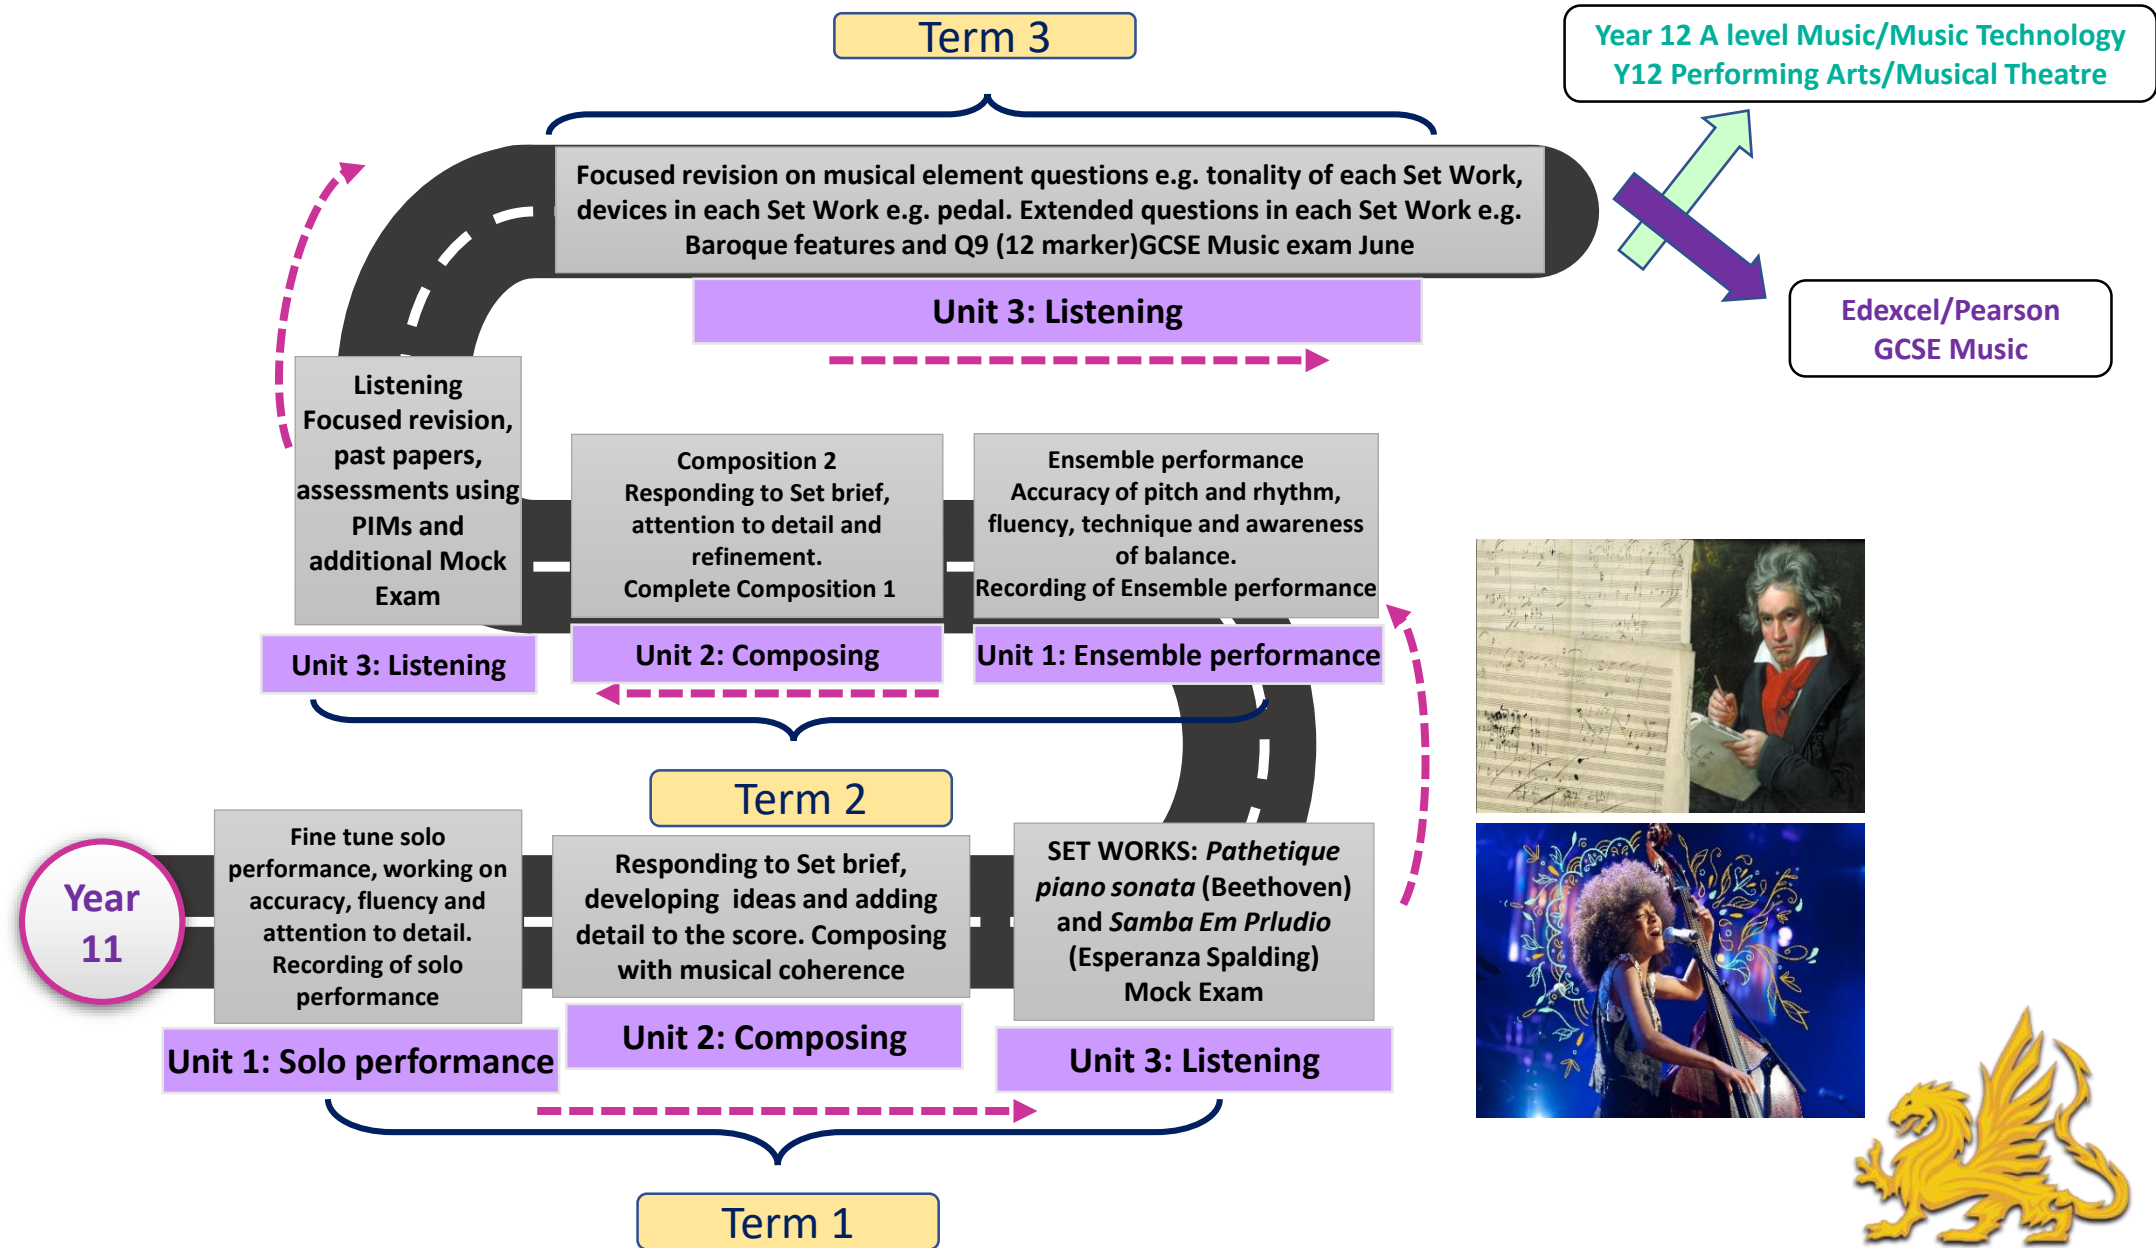 Term 3
Year 12 A level Music/Music Technology
Y12 Performing Arts/Musical Theatre
Focused revision on musical element questions e.g. tonality of each Set Work,
devices in each Set Work e.g. pedal. Extended questions in each Set Work e.g.
Baroque features and Q9 (12 marker)GCSE Music exam June
Unit 3: Listening
Edexcel/Pearson
GCSE Music
Listening
Focused revision,
past papers,
assessments using
PIMs and
additional Mock
Exam
Unit 3: Listening
Composition 2
Responding to Set brief,
attention to detail and
refinement.
Complete Composition 1
Unit 2: Composing
Ensemble performance
Accuracy of pitch and rhythm,
fluency, technique and awareness
of balance.
Recording of Ensemble performance
Unit 1: Ensemble performance
Term 2
Year
11
Fine tune solo
performance, working on
accuracy, fluency and
attention to detail.
Recording of solo
performance
Unit 1: Solo performance
Responding to Set brief,
developing  ideas and adding
detail to the score. Composing
with musical coherence
Unit 2: Composing
SET WORKS: Pathetique
piano sonata (Beethoven)
and Samba Em Prludio
(Esperanza Spalding)
Mock Exam
Unit 3: Listening
Term 1